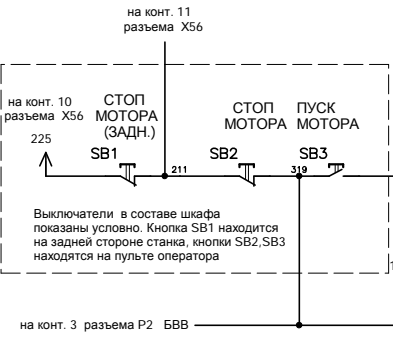 на конт. 11
разъема X56
на конт. 10
разъема X56
225
СТОП
МОТОРА
(ЗАДН.)
СТОП
МОТОРА
ПУСК
МОТОРА
SB1
211
SB2
319
SB3
Выключатели в составе шкафа
показаны условно. Кнопка SB1 находится
на задней стороне станка, кнопки SB2,SB3
находятся на пульте оператора
на конт. 3 разъема P2 БВВ